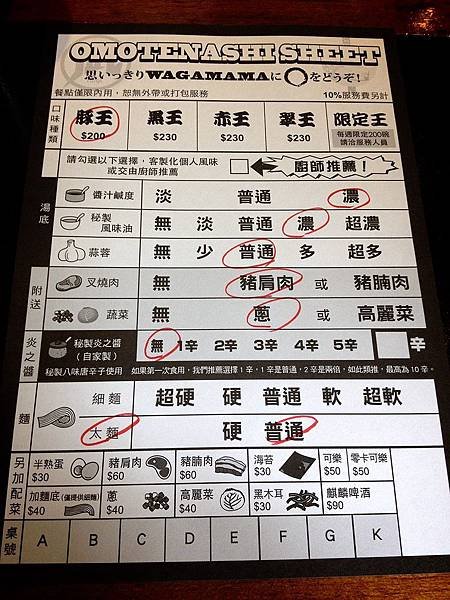 OMOTENASHI SHEET
思いっきりWAGAMAMAに◯をどうぞ！
餐點僅限內用，恕無外帶或打包服務 10%服務費另計
口味種類
豚王 黑王 赤王 翠王 限定王
$200 $230 $230 $230 每週限定200碗
請洽服務人員
請勾選以下選擇，客製化個人風味
或交由廚師推薦
廚師推薦！
湯底
醬汁鹹度 淡 普通 濃
秘製風味油 無 淡 普通 濃 超濃
蒜蓉 無 少 普通 多 超多
附送
叉燒肉 無 豬肩肉 或 豬腩肉
蔬菜 無 蔥 或 高麗菜
炎之醬
秘製炎之醬
（自家製） 無 1辛 2辛 3辛 4辛 5辛 辛
秘製八味唐辛子使用 如果第一次食用，我們推薦選擇 1 辛，1 辛是普通，2 辛是兩倍，如此類推，最高為 10 辛。
麵
細麵 超硬 硬 普通 軟 超軟
太麵 硬 普通
另加配菜
半熟蛋 $30 豬肩肉 $60 豬腩肉 $60 海苔 $30 可樂 $50 零卡可樂 $50
加麵底(僅提供細麵) $40 蔥 $40 高麗菜 $40 黑木耳 $30 麒麟啤酒 $90
桌號 A B C D E F G K